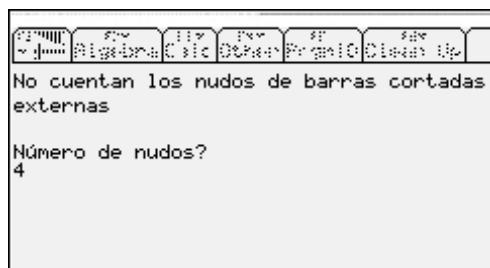 Algebra Calc Other PrgmIO Clean Up
No cuentan los nudos de barras cortadas
externas
Número de nudos?
4